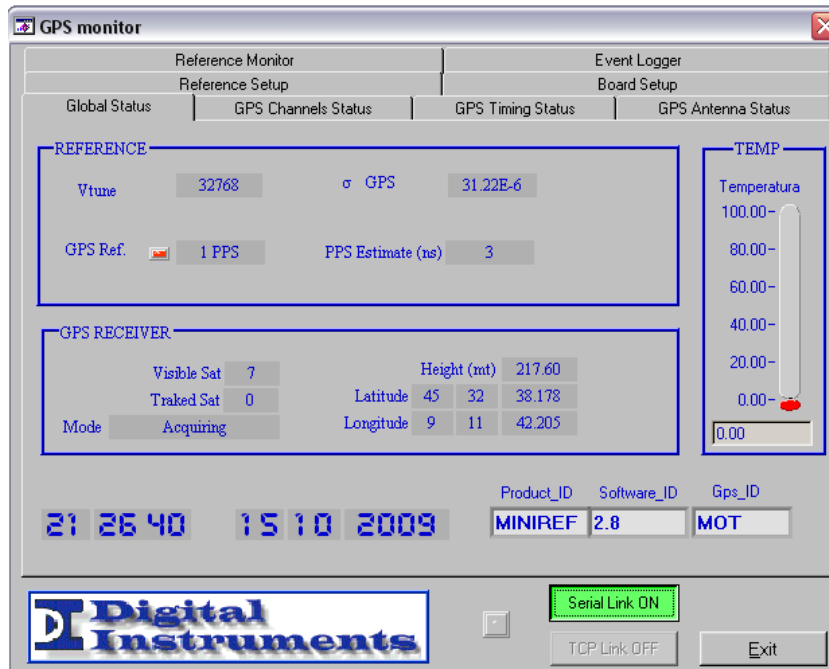 GPS monitor
Reference Monitor Event Logger
Reference Setup Board Setup
Global Status GPS Channels Status GPS Timing Status GPS Antenna Status
REFERENCE
Vtune 32768 σ GPS 31.22E-6
GPS Ref. 1 PPS PPS Estimate (ns) 3
TEMP
Temperatura
100.00
80.00
60.00
40.00
20.00
0.00
0.00
GPS RECEIVER
Visible Sat 7 Height (mt) 217.60
Traked Sat 0 Latitude 45 32 38.178
Mode Acquiring Longitude 9 11 42.205
Product_ID Software_ID Gps_ID
21 26 40 15 10 2009 MINIREF 2.8 MOT
DI Digital Instruments
Serial Link ON
TCP Link OFF
Exit